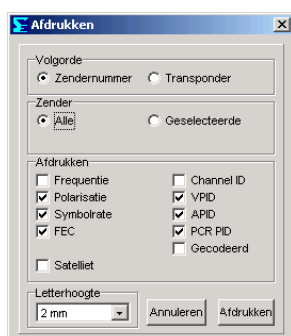 Afdrukken
Volgorde
Zendernummer Transponder
Zender
Alle Geselecteerde
Afdrukken
Frequentie Channel ID
Polarisatie VPID
Symbolrate APID
FEC PCR PID
Gecodeerd
Satelliet
Letterhoogte
2 mm Annuleren Afdrukken